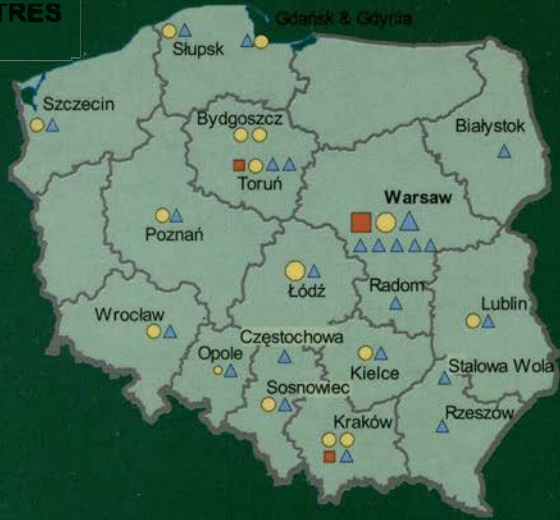 TRES
Gdańsk & Gdynia
Słupsk
Szczecin
Bydgoszcz
Białystok
Toruń
Warsaw
Poznań
Łódź
Radom
Lublin
Wrocław
Częstochowa
Opole
Kielce
Stalowa Wola
Sosnowiec
Kraków
Rzeszów